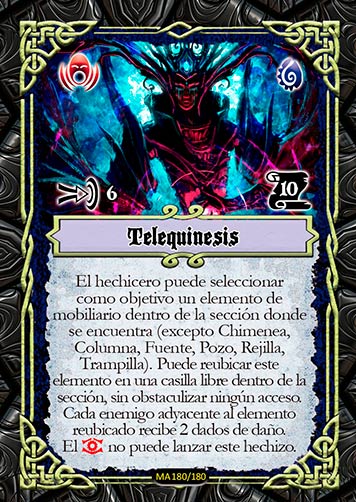 6
10
Telequinesis
El hechicero puede seleccionar
como objetivo un elemento de
mobiliario dentro de la sección donde
se encuentra (excepto Chimenea,
Columna, Fuente, Pozo, Rejilla,
Trampilla). Puede reubicar este
elemento en una casilla libre dentro de la
sección, sin obstaculizar ningún acceso.
Cada enemigo adyacente al elemento
reubicado recibe 2 dados de daño.
El no puede lanzar este hechizo.
MA180/180